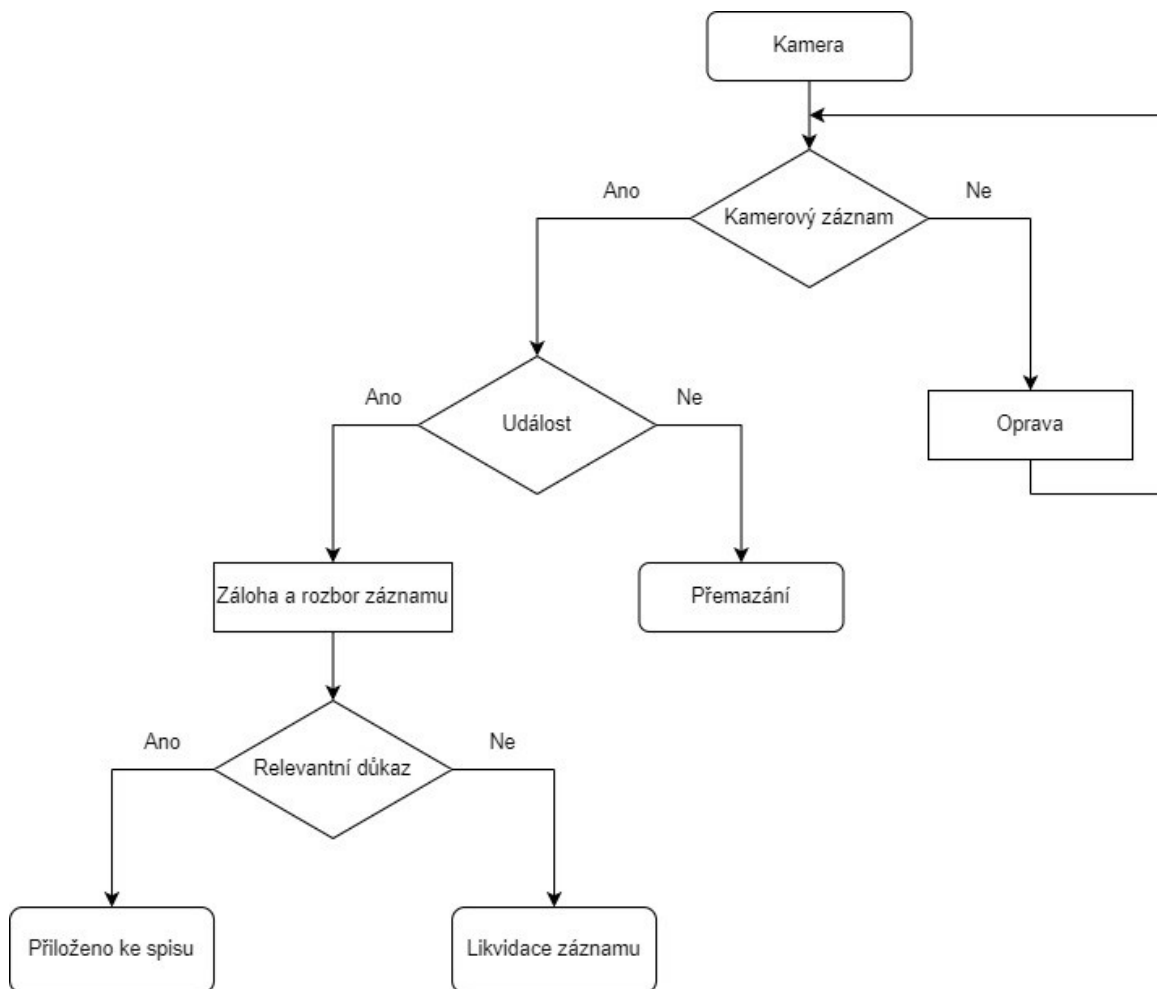 Kamera
Ano
Ne
Kamerový záznam
Ano
Ne
Událost
Oprava
Záloha a rozbor záznamu
Přemazání
Ano
Ne
Relevantní důkaz
Přiloženo ke spisu
Likvidace záznamu